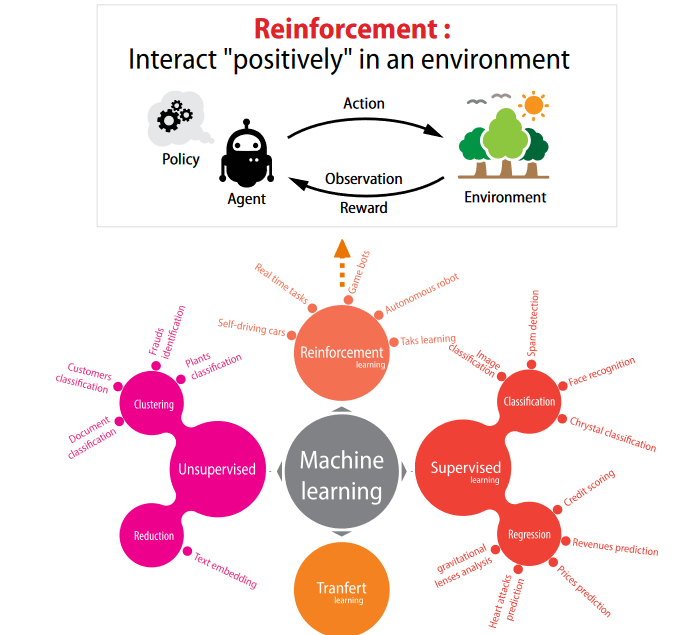 Reinforcement :
Interact "positively" in an environment
Policy
Agent
Action
Observation
Reward
Environment
Self-driving cars
Real time tasks
Game bots
Autonomous robot
Taks learning
Reinforcement
learning
Customers
classification
Frauds
identification
Plants
classification
Document
classification
Clustering
Unsupervised
Reduction
Text embedding
Machine
learning
Supervised
learning
Image
classification
Spam detection
Face recognition
Chrystal classification
Classification
Regression
Credit scoring
Revenues prediction
Prices prediction
Heart attacks
prediction
gravitational
lenses analysis
Tranfert
learning